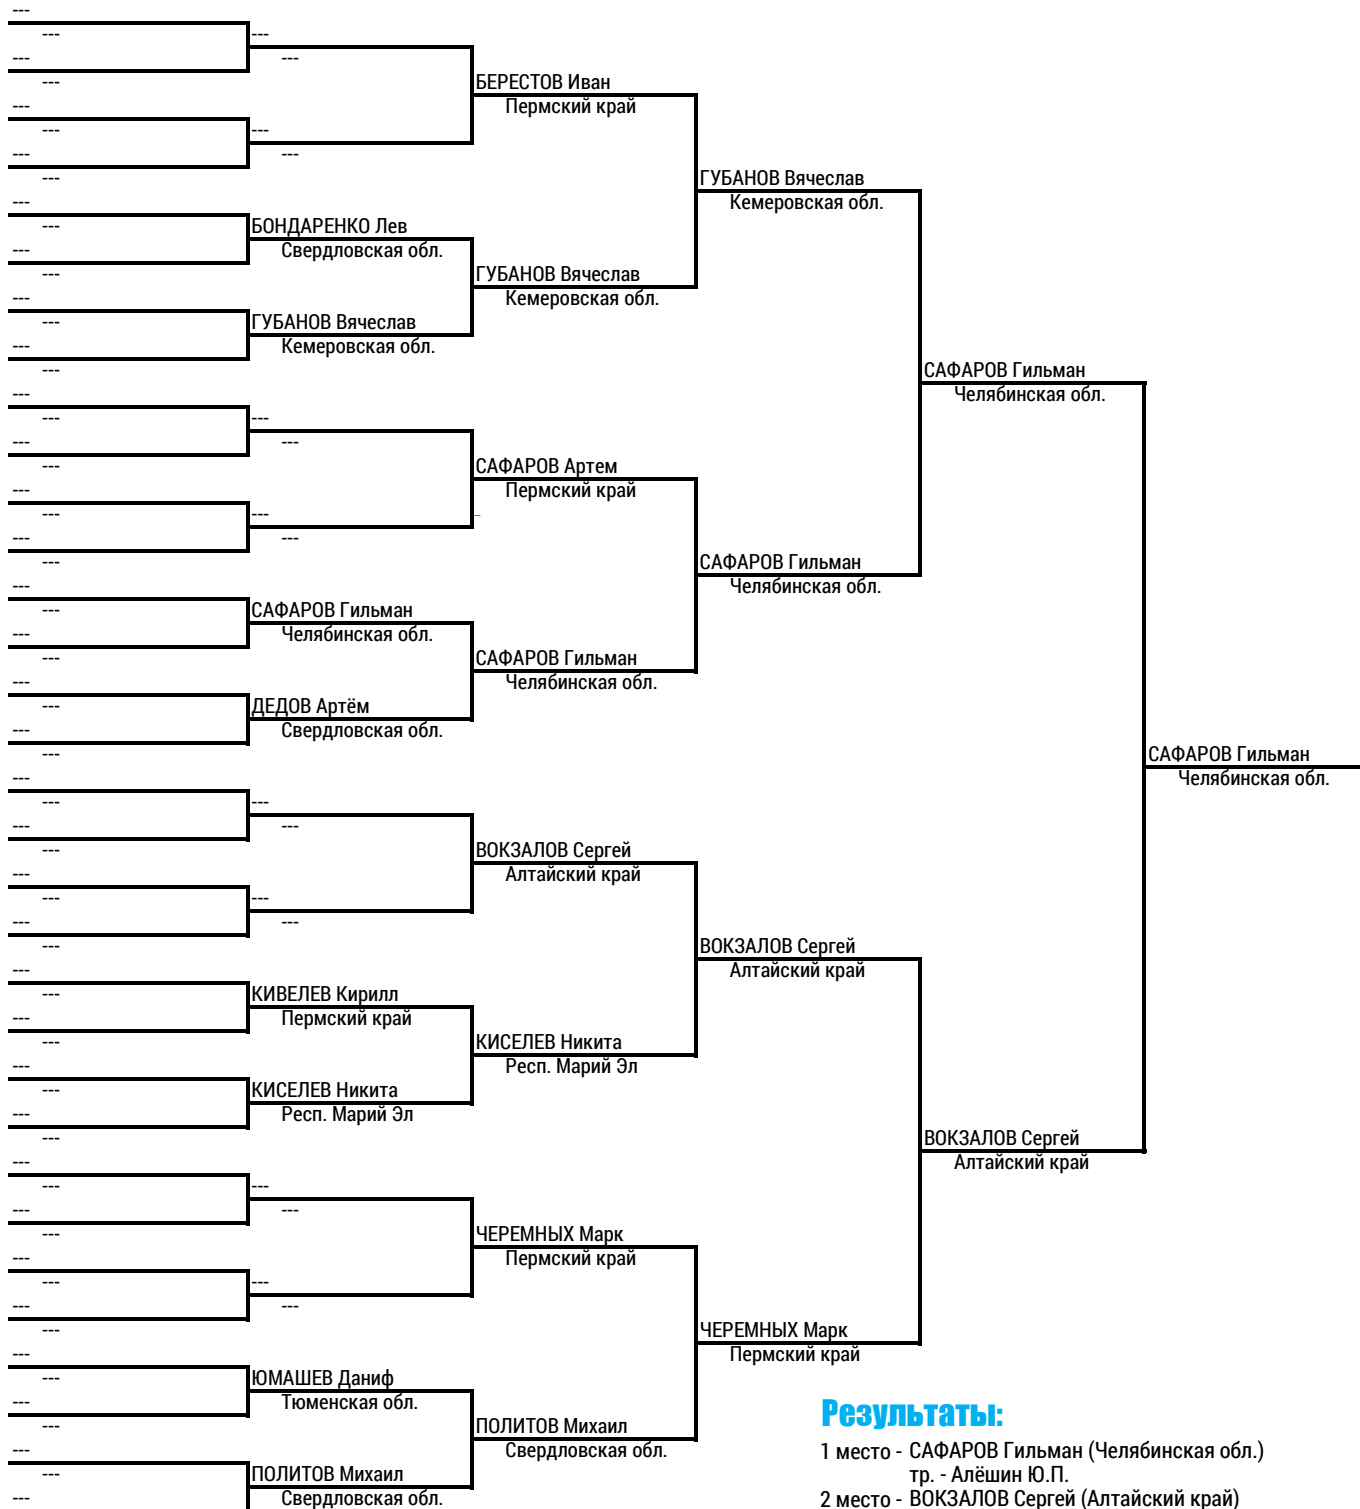 ---
--- ---
--- ---
--- БЕРЕСТОВ Иван
--- Пермский край
--- ---
--- ---
--- ГУБАНОВ Вячеслав
--- Кемеровская обл.
--- БОНДАРЕНКО Лев
--- Свердловская обл.
--- ГУБАНОВ Вячеслав
--- Кемеровская обл.
--- ГУБАНОВ Вячеслав
--- Кемеровская обл.
--- САФАРОВ Гильман
--- Челябинская обл.
--- ---
--- ---
--- САФАРОВ Артем
--- Пермский край
--- ---
--- ---
--- САФАРОВ Гильман
--- Челябинская обл.
--- САФАРОВ Гильман
--- Челябинская обл.
--- САФАРОВ Гильман
--- Челябинская обл.
--- ДЕДОВ Артём
--- Свердловская обл.
--- САФАРОВ Гильман
--- Челябинская обл.
--- ---
--- ---
--- ВОКЗАЛОВ Сергей
--- Алтайский край
--- ---
--- ---
--- ВОКЗАЛОВ Сергей
--- Алтайский край
--- КИВЕЛЕВ Кирилл
--- Пермский край
--- КИСЕЛЕВ Никита
--- Респ. Марий Эл
--- КИСЕЛЕВ Никита
--- Респ. Марий Эл
--- ВОКЗАЛОВ Сергей
--- Алтайский край
--- ---
--- ---
--- ЧЕРЕМНЫХ Марк
--- Пермский край
--- ---
--- ---
--- ЧЕРЕМНЫХ Марк
--- Пермский край
--- ЮМАШЕВ Даниф
--- Тюменская обл.
--- ПОЛИТОВ Михаил
--- Свердловская обл.
--- ПОЛИТОВ Михаил
--- Свердловская обл.
Результаты:
1 место - САФАРОВ Гильман (Челябинская обл.)
тр. - Алёшин Ю.П.
2 место - ВОКЗАЛОВ Сергей (Алтайский край)